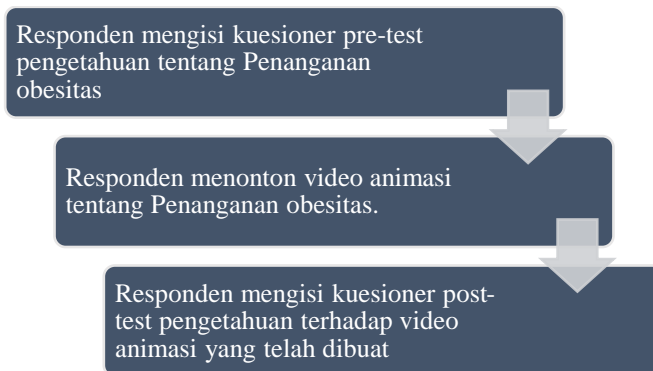 Responden mengisi kuesioner pre-test
pengetahuan tentang Penanganan
obesitas
Responden menonton video animasi
tentang Penanganan obesitas.
Responden mengisi kuesioner post-
test pengetahuan terhadap video
animasi yang telah dibuat